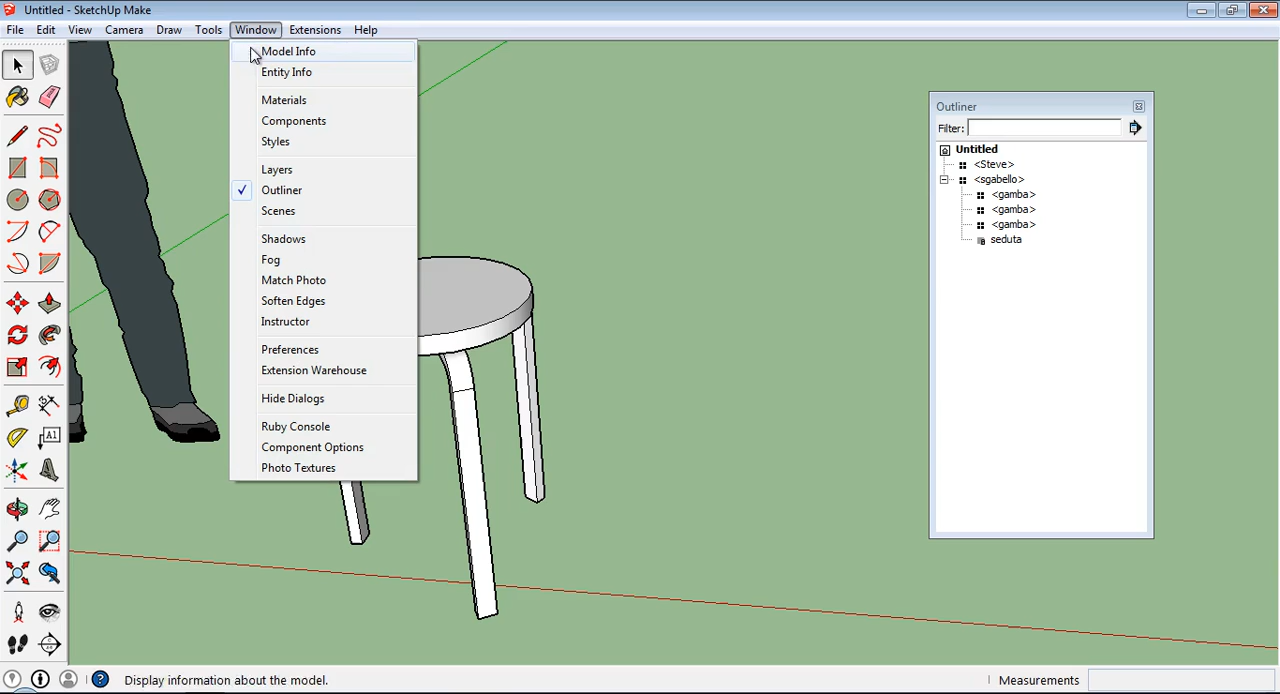 Untitled - SketchUp Make
File Edit View Camera Draw Tools Window Extensions Help
Model Info
Entity Info
Materials
Components
Styles
Layers
Outliner
Scenes
Shadows
Fog
Match Photo
Soften Edges
Instructor
Preferences
Extension Warehouse
Hide Dialogs
Ruby Console
Component Options
Photo Textures
Outliner
Filter:
Untitled
<Steve>
<sgabello>
<gamba>
<gamba>
<gamba>
seduta
A1
Display information about the model.
Measurements